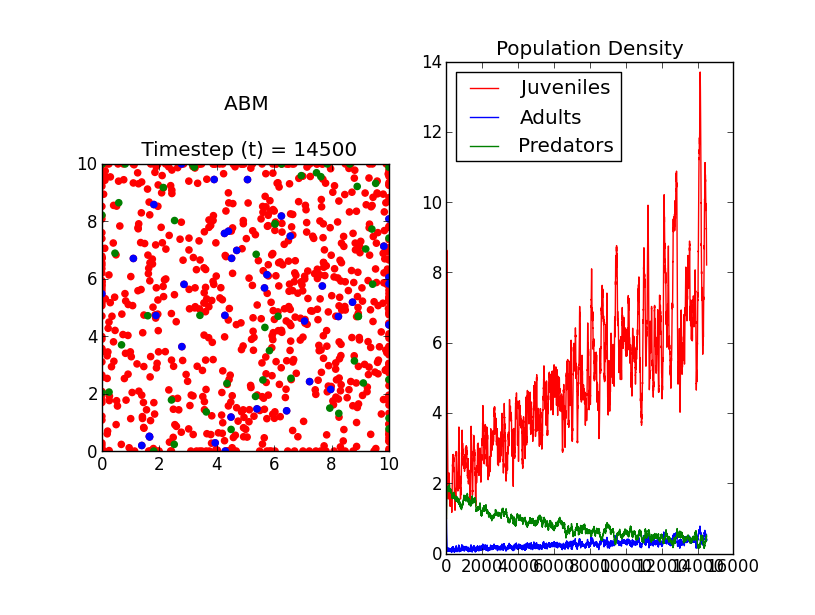 ABM
Timestep (t) = 14500
10
8
6
4
2
0
0 2 4 6 8 10
Population Density
Juveniles
Adults
Predators
14
12
10
8
6
4
2
0
0 2000 4000 6000 8000 10000 12000 14000 16000